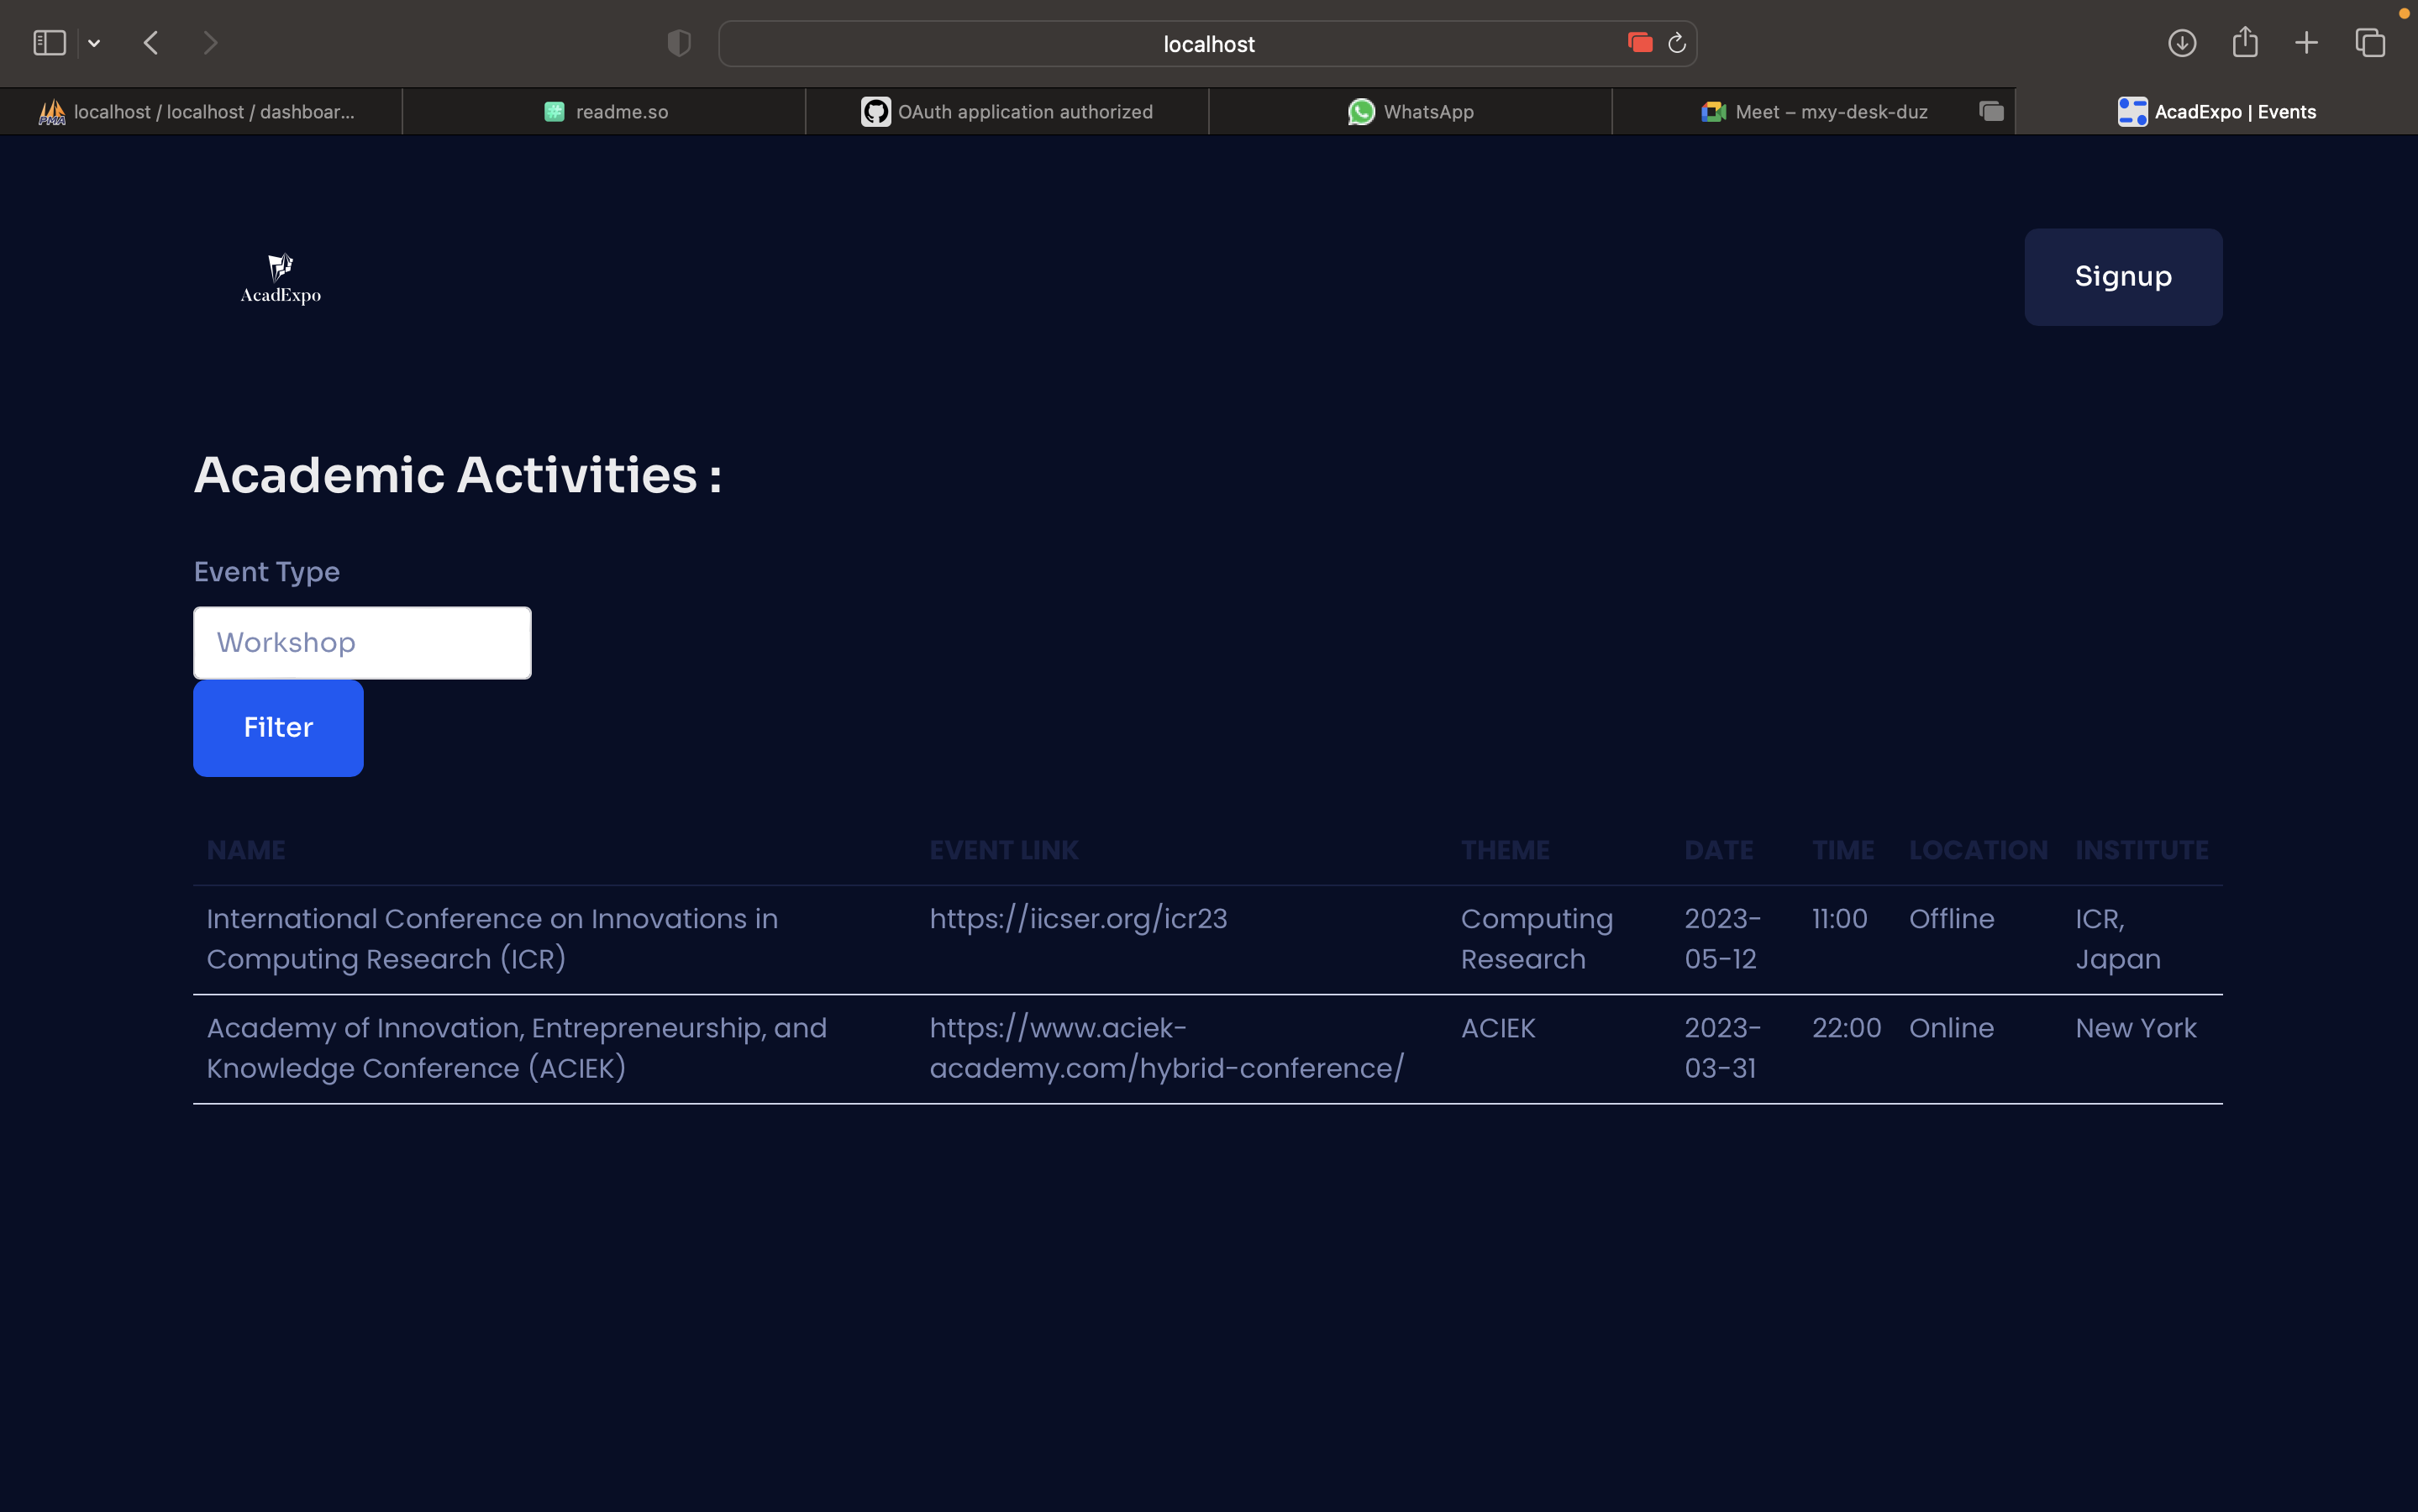 localhost
localhost / localhost / dashboar...
readme.so
OAuth application authorized
WhatsApp
Meet – mxy-desk-duz
AcadExpo | Events
AcadExpo
Signup
Academic Activities :
Event Type
Workshop
Filter
NAME EVENT LINK THEME DATE TIME LOCATION INSTITUTE
International Conference on Innovations in https://iicser.org/icr23 Computing 2023- 11:00 Offline ICR,
Computing Research (ICR) Research 05-12 Japan
Academy of Innovation, Entrepreneurship, and https://www.aciek- ACIEK 2023- 22:00 Online New York
Knowledge Conference (ACIEK) academy.com/hybrid-conference/ 03-31